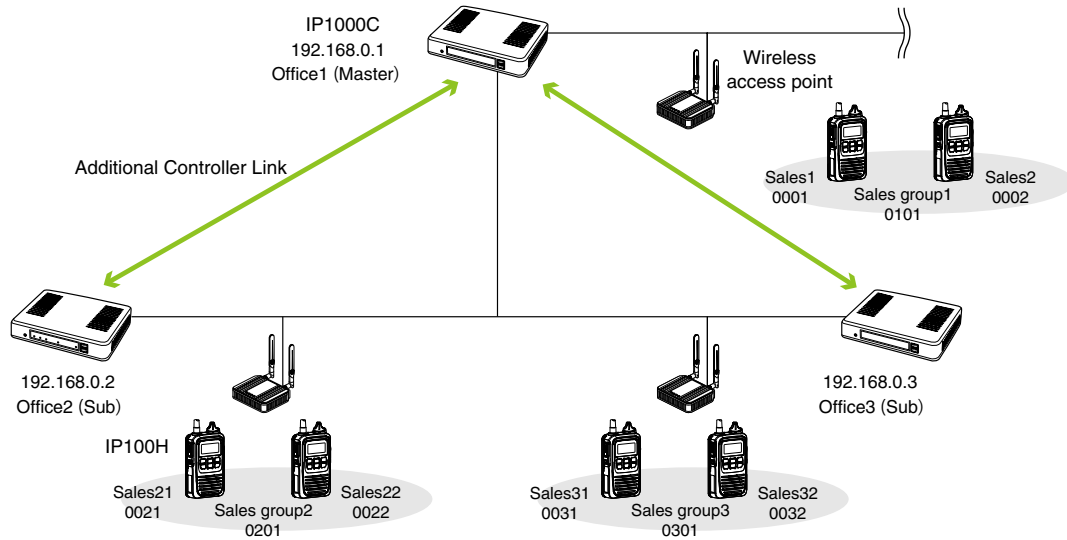 IP1000C
192.168.0.1
Office1 (Master)
Wireless
access point
Additional Controller Link
Sales1
0001
Sales group1
0101
Sales2
0002
192.168.0.2
Office2 (Sub)
192.168.0.3
Office3 (Sub)
IP100H
Sales21
0021
Sales group2
0201
Sales22
0022
Sales31
0031
Sales group3
0301
Sales32
0032